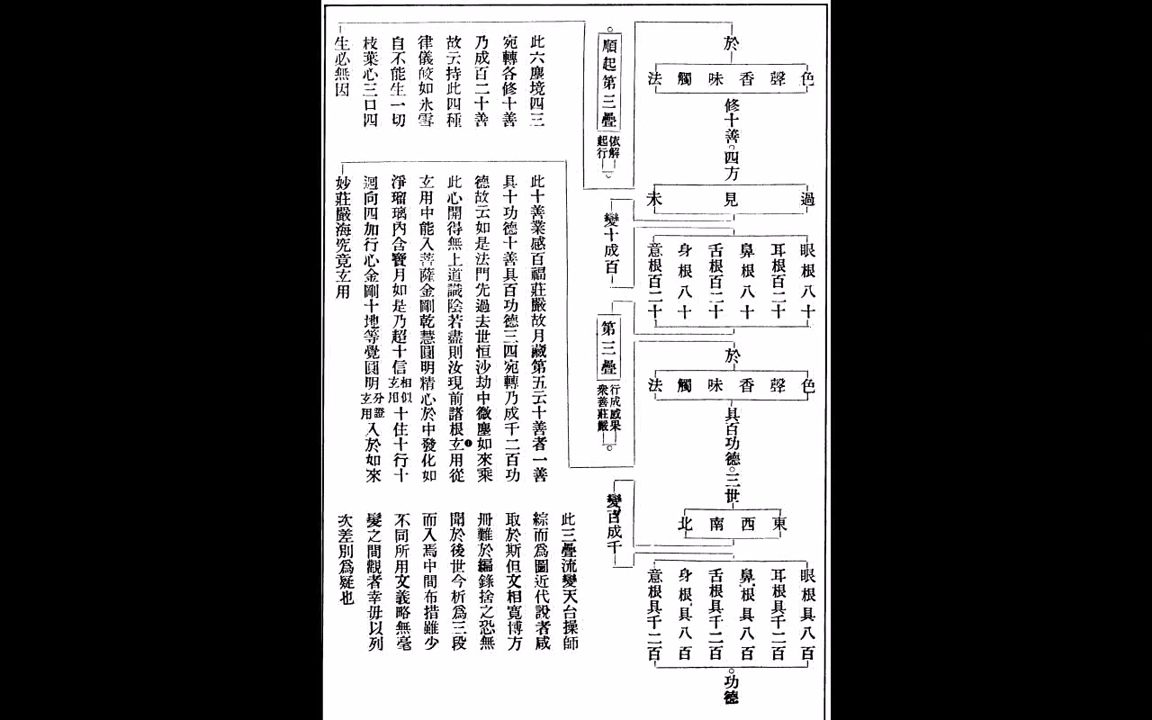 於
色聲香味觸法
修十善。四方
過見未
眼根八十
耳根百二十
鼻根八十
舌根百二十
身根八十
意根百二十
於
色聲香味觸法
具百功德。三世
東西南北
眼根具八百
耳根具千二百
鼻根具八百
舌根具千二百
身根具八百
意根具千二百
功德
順起第三疊
依解
起行
變十成百
第三疊
行成感果
衆善莊嚴
變百成千
此六塵境四三
宛轉各修十善
乃成百二十善
故云持此四種
律儀皎如氷雪
自不能生一切
枝葉心三口四
生必無因
此十善業感百福莊嚴故月藏第五云十善者一善
具十功德十善具百功德三四宛轉乃成千二百功
德故云如是法門先過去世恒沙劫中微塵如來乘
此心開得無上道識陰若盡則汝現前諸根玄用從
玄用中能入菩薩金剛乾慧圓明精心於中發化如
淨瑠璃內含寶月如是乃超十信相似玄用十住十行十
迴向四加行心金剛十地等覺圓明分證玄用入於如來
妙莊嚴海究竟玄用
此三疊流變天台操師
綜而爲圖近代說者咸
取於斯但文相寬博方
冊難於編錄捨之恐無
聞於後世今析爲三段
而入焉中間布措雖少
不同所用文義略無毫
變之間觀者幸毋以列
次差別爲疑也